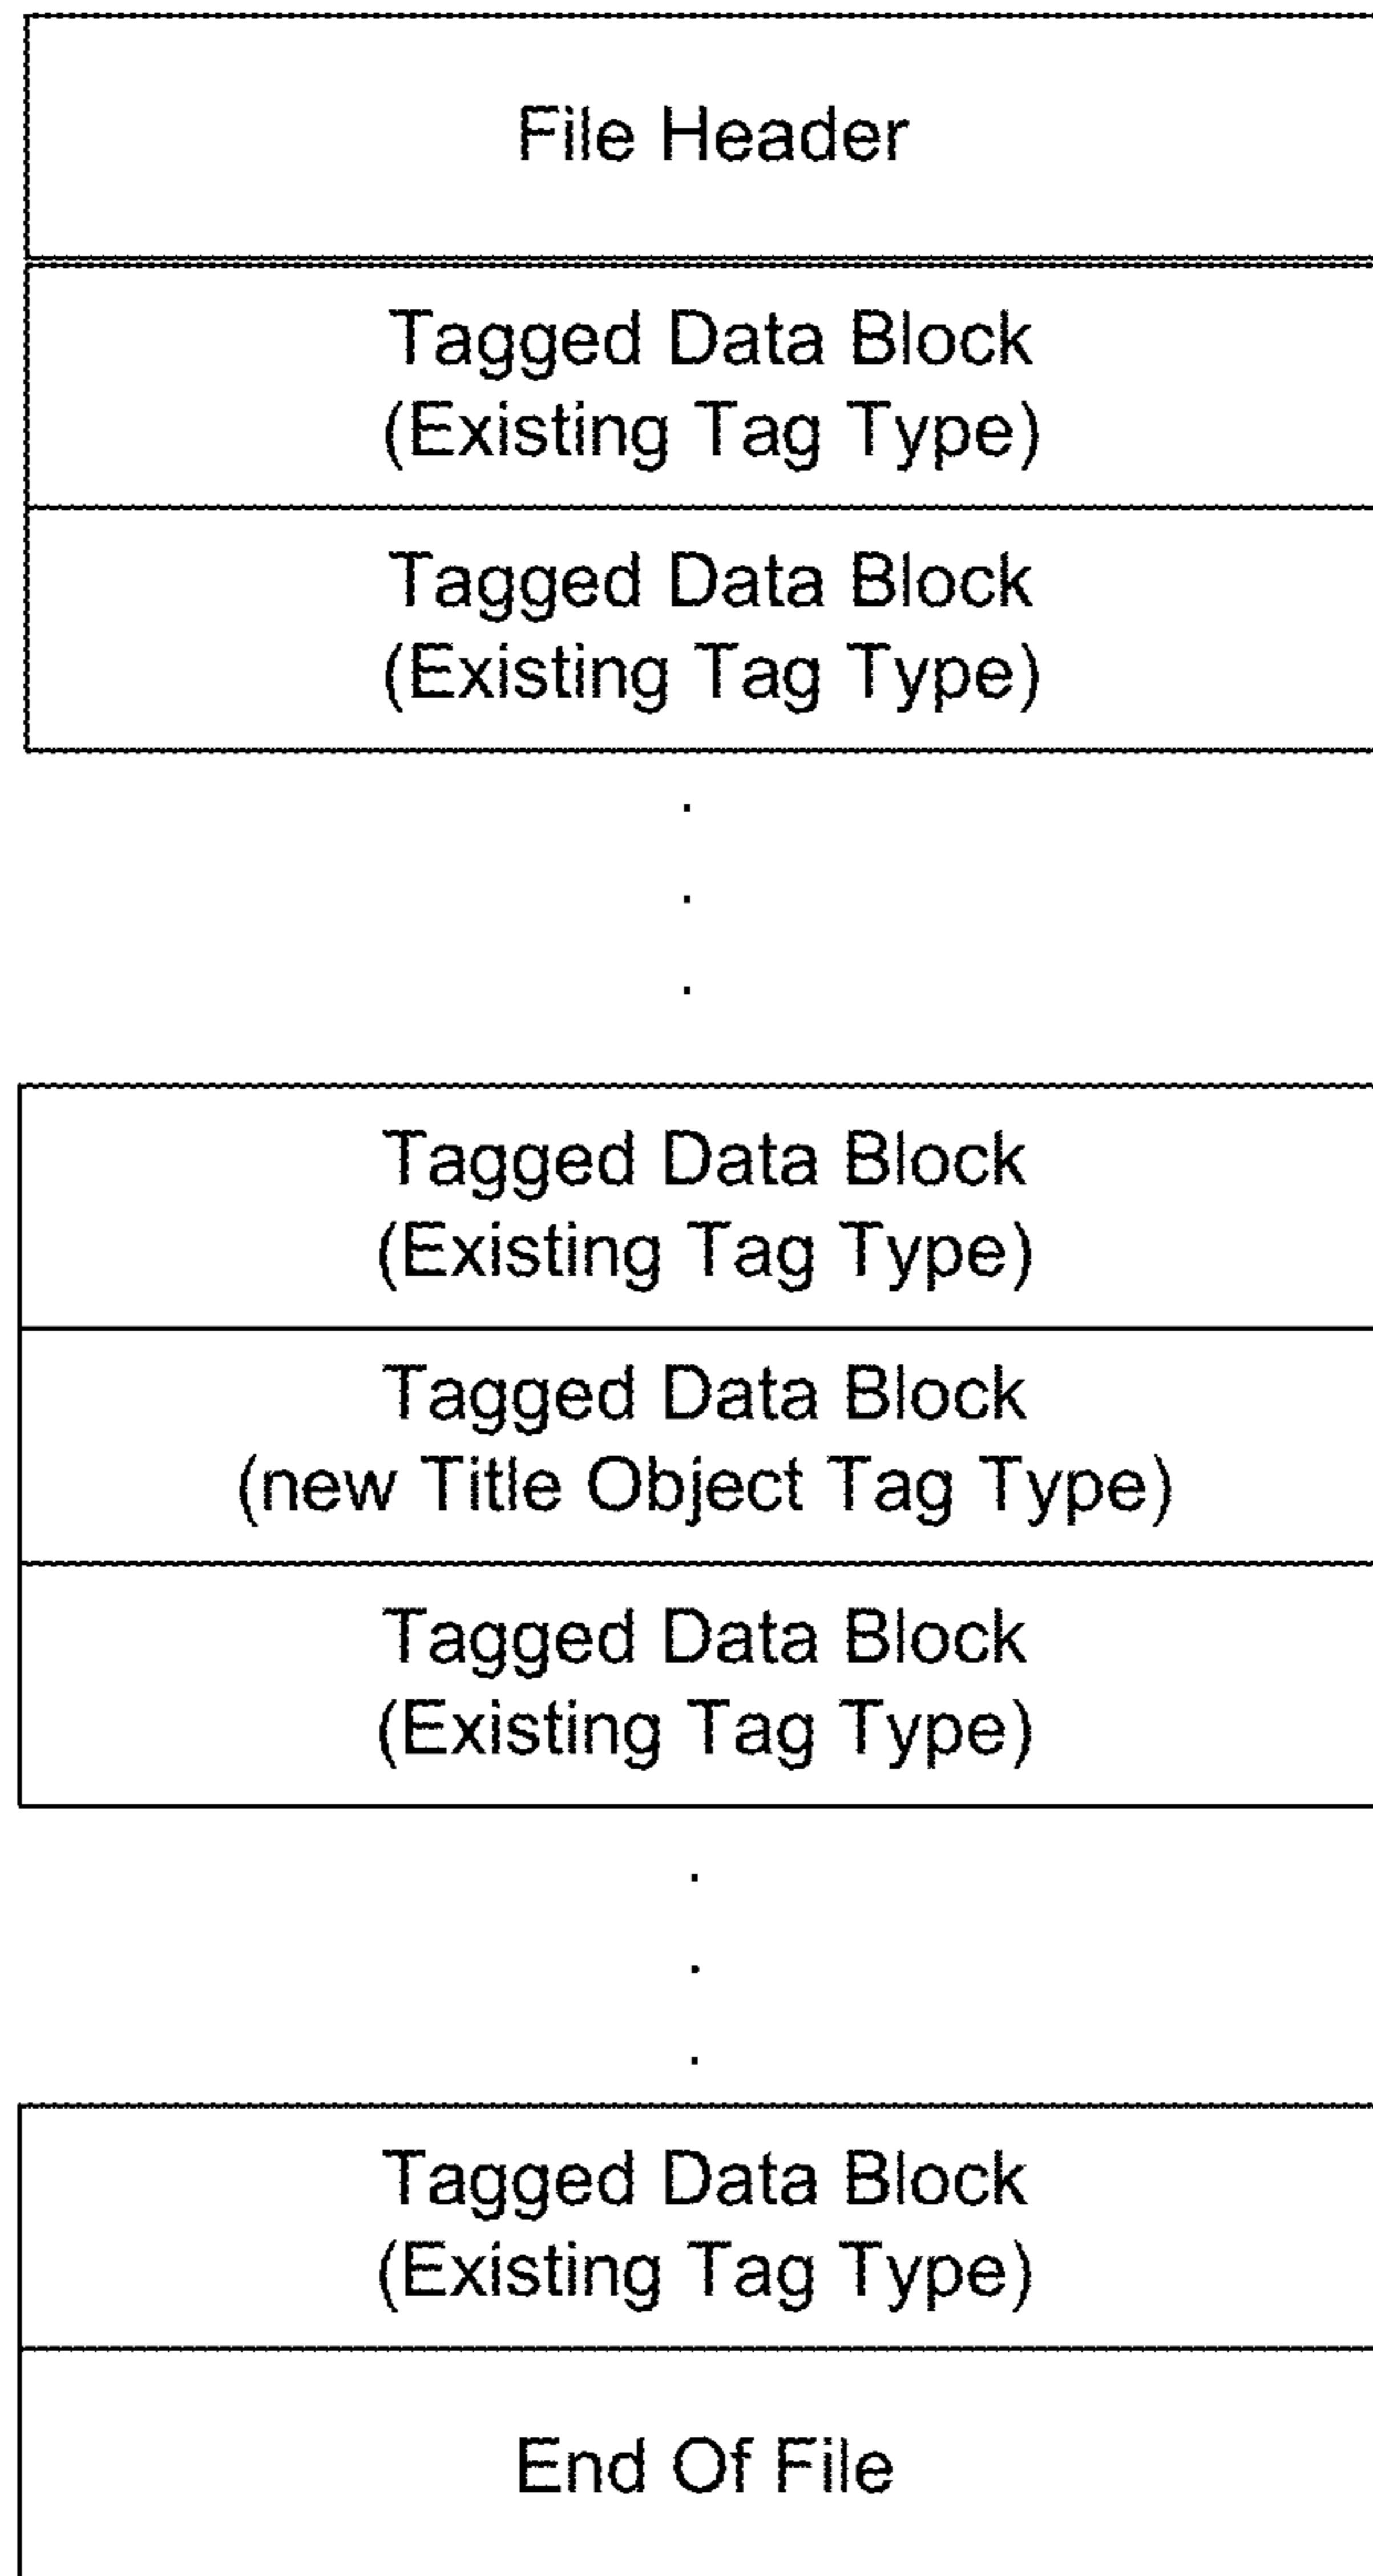 File Header
Tagged Data Block
(Existing Tag Type)
Tagged Data Block
(Existing Tag Type)
.
.
.
Tagged Data Block
(Existing Tag Type)
Tagged Data Block
(new Title Object Tag Type)
Tagged Data Block
(Existing Tag Type)
.
.
.
Tagged Data Block
(Existing Tag Type)
End Of File